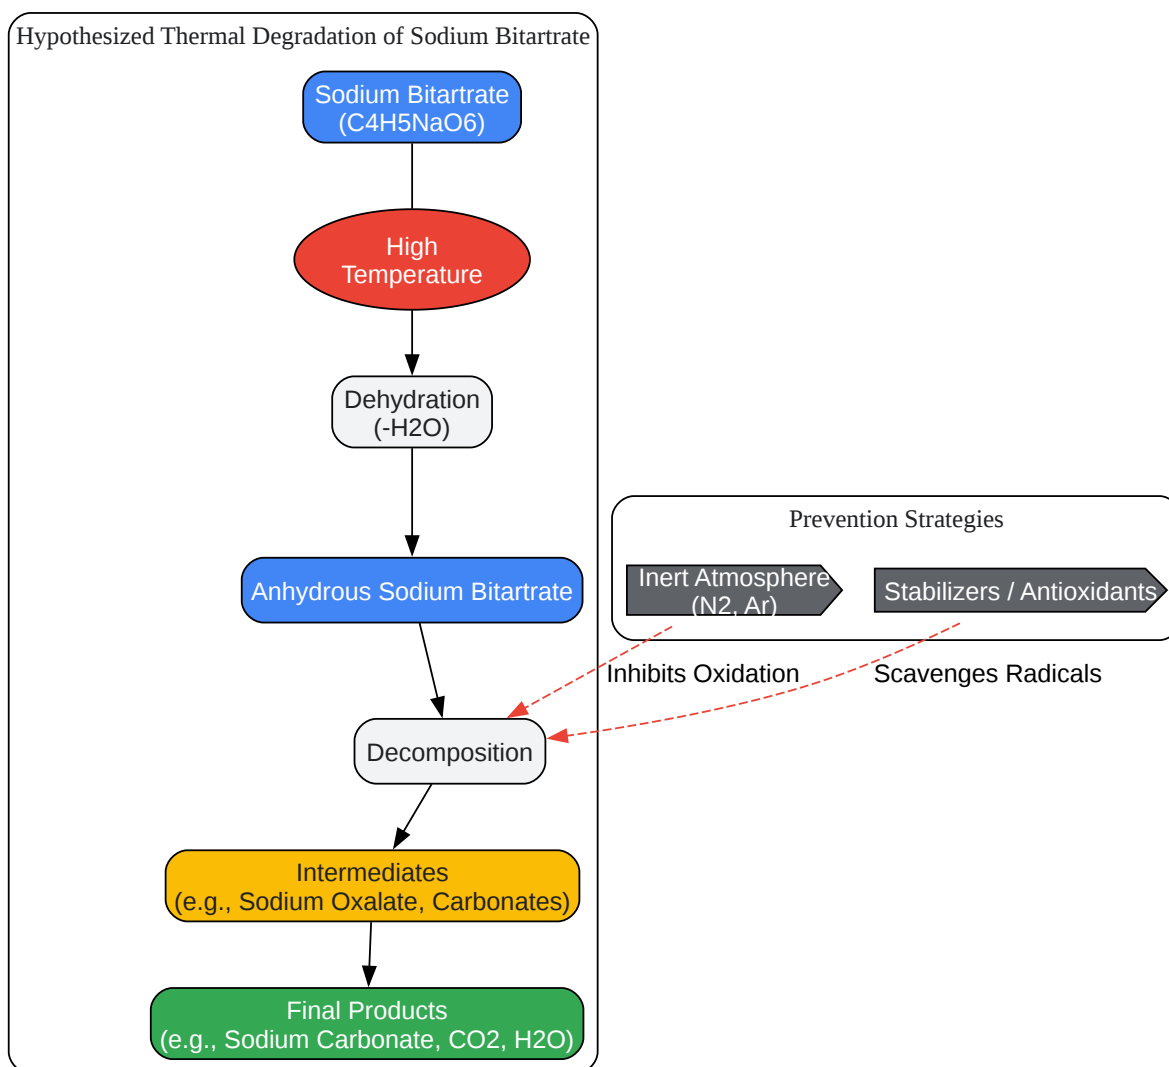 Hypothesized Thermal Degradation of Sodium Bitartrate
Sodium Bitartrate
(C4H5NaO6)
High
Temperature
Dehydration
(-H2O)
Anhydrous Sodium Bitartrate
Prevention Strategies
Inert Atmosphere
(N2, Ar)
Stabilizers / Antioxidants
Inhibits Oxidation
Scavenges Radicals
Decomposition
Intermediates
(e.g., Sodium Oxalate, Carbonates)
Final Products
(e.g., Sodium Carbonate, CO2, H2O)